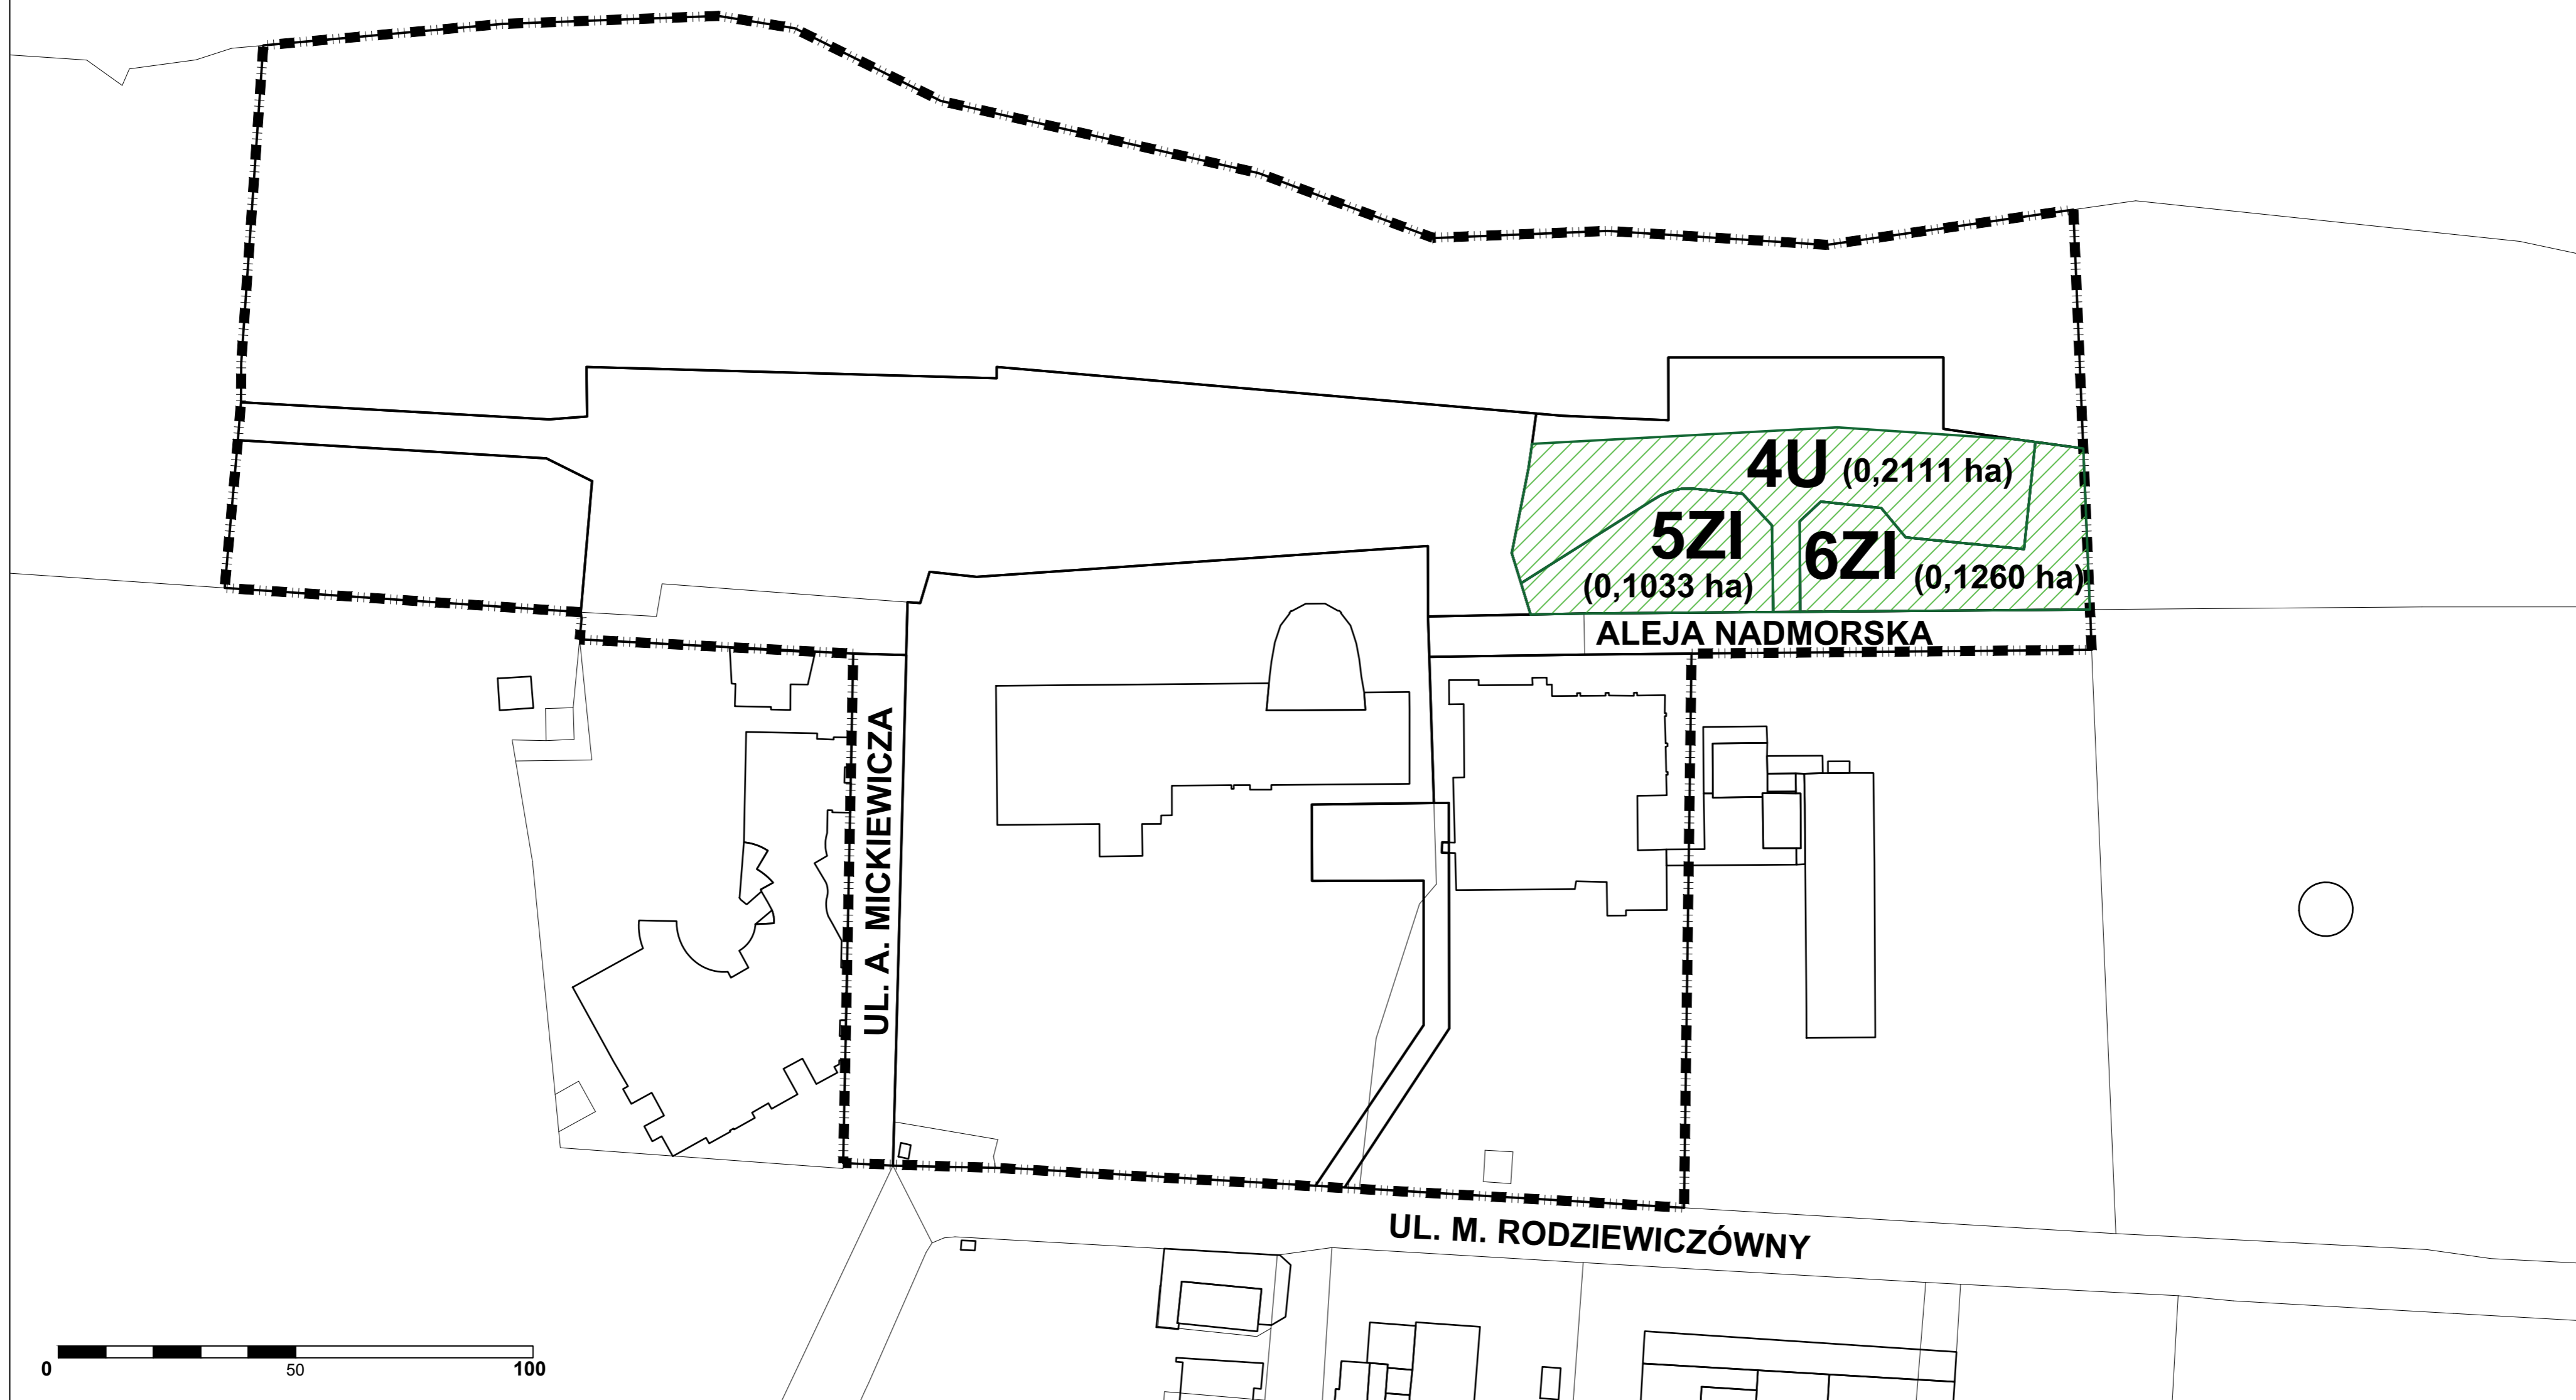 4U (0,2111 ha)
5ZI
(0,1033 ha)
6ZI (0,1260 ha)
ALEJA NADMORSKA
UL. A. MICKIEWICZA
UL. M. RODZIEWICZÓWNY
0 50 100